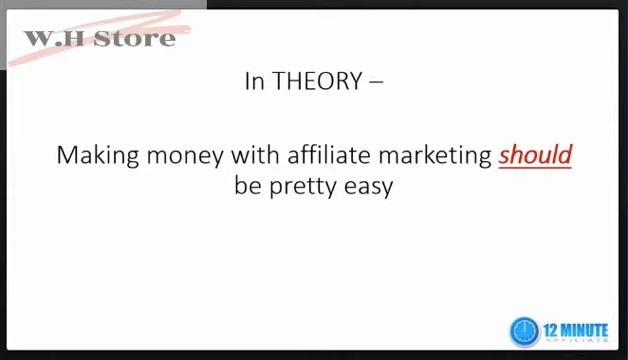 W.H Store
In THEORY –
Making money with affiliate marketing should
be pretty easy
12 MINUTE
AFFILIATE